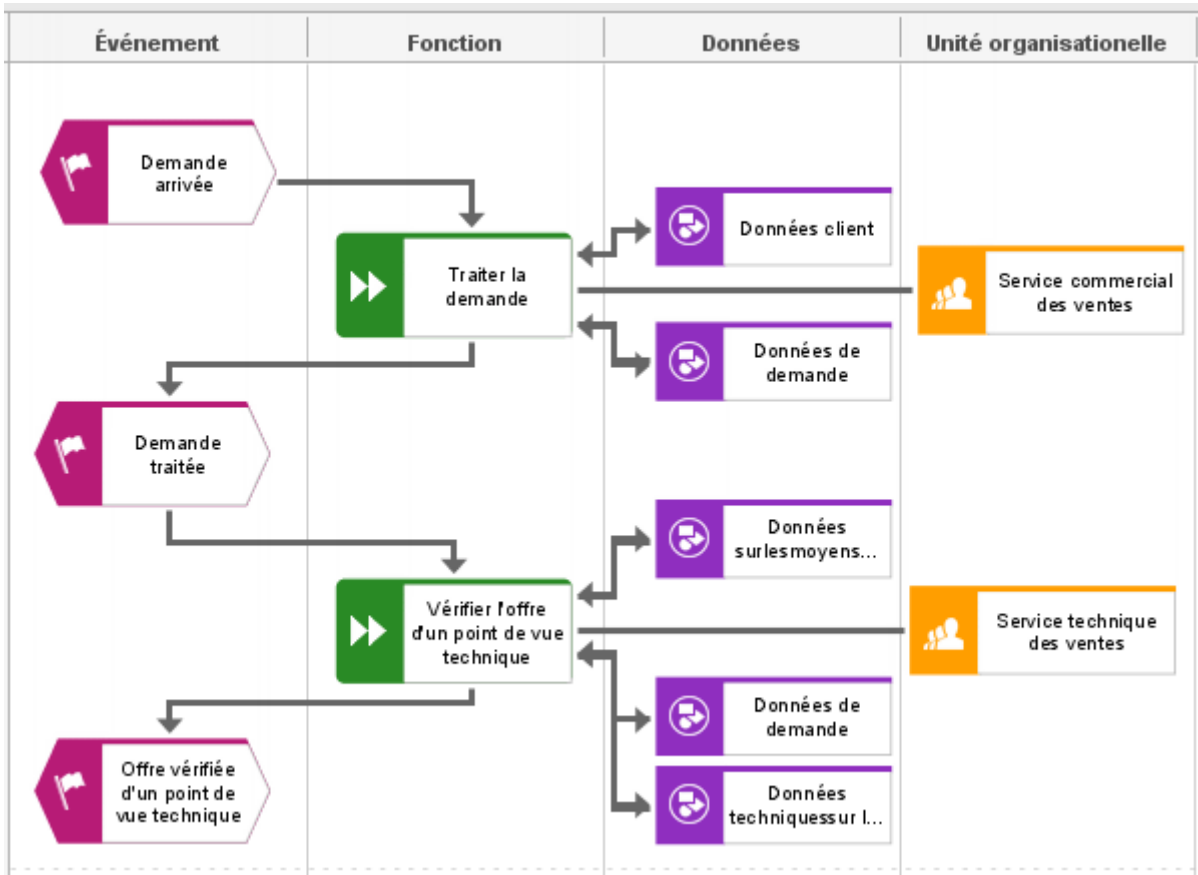 Événement
Fonction
Données
Unité organisationelle
Demande
arrivée
Traiter la
demande
Données client
Service commercial
des ventes
Données de
demande
Demande
traitée
Données
surlesmoyens...
Vérifier l'offre
d'un point de vue
technique
Service technique
des ventes
Données de
demande
Offre vérifiée
d'un point de
vue technique
Données
techniquessur l...